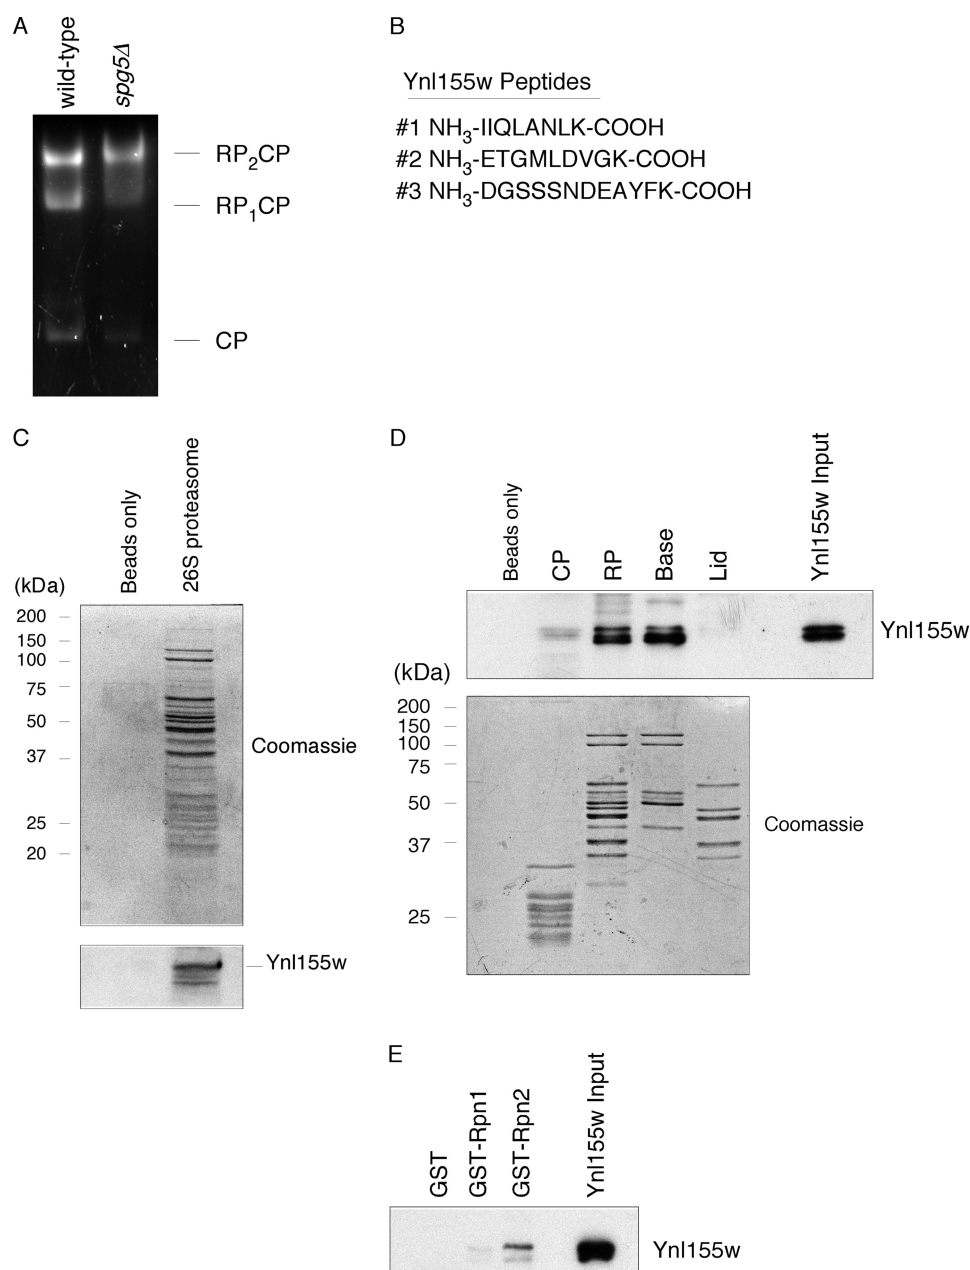 A
wild-type
spg5Δ
RP2CP
RP1CP
CP
B
Ynl155w Peptides
#1 NH3-IIQLANLK-COOH
#2 NH3-ETGMLDVGK-COOH
#3 NH3-DGSSSNDEAYFK-COOH
C
Beads only
26S proteasome
(kDa)
200
150
100
75
50
37
25
20
Coomassie
Ynl155w
D
Beads only
CP
RP
Base
Lid
Ynl155w Input
Ynl155w
(kDa)
200
150
100
75
50
37
25
Coomassie
E
GST
GST-Rpn1
GST-Rpn2
Ynl155w Input
Ynl155w